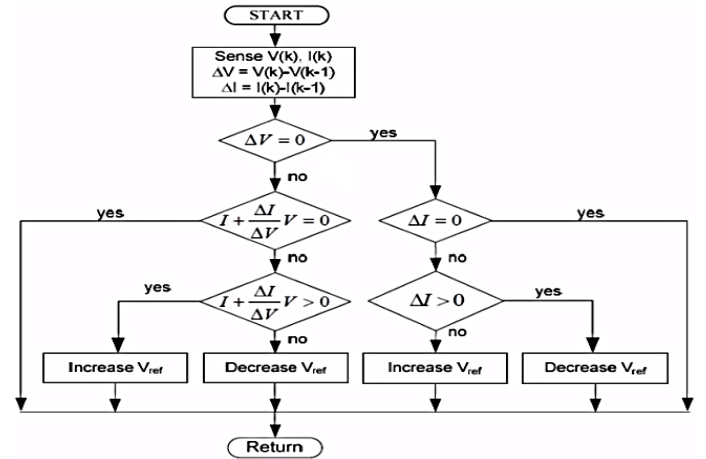 START
Sense V(k), I(k)
ΔV = V(k)-V(k-1)
ΔI = I(k)-I(k-1)
ΔV = 0
yes
no
I + ΔI/ΔV V = 0
yes
ΔI = 0
yes
no
no
I + ΔI/ΔV V > 0
yes
ΔI > 0
yes
no
no
Increase Vref
Decrease Vref
Increase Vref
Decrease Vref
Return